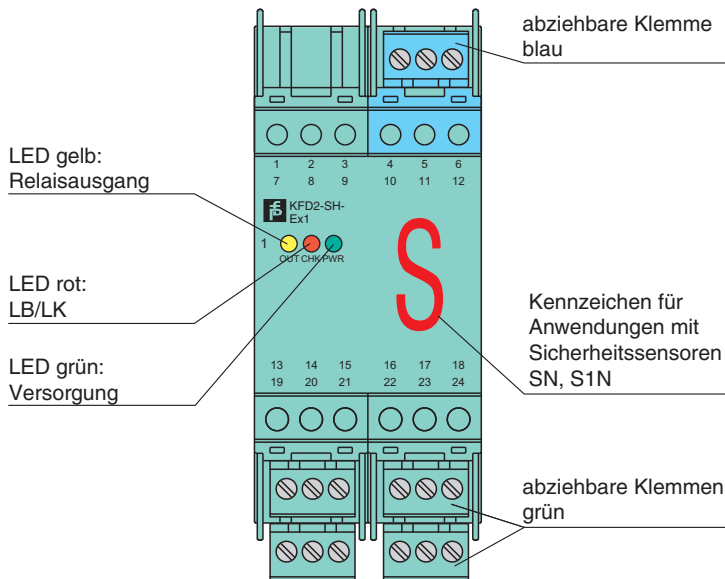 abziehbare Klemme
blau
1 2 3 4 5 6
7 8 9 10 11 12
LED gelb:
Relaisausgang
KFD2-SH-
Ex1
1
OUT CHK PWR
S
LED rot:
LB/LK
Kennzeichen für
Anwendungen mit
Sicherheitssensoren
SN, S1N
LED grün:
Versorgung
13 14 15 16 17 18
19 20 21 22 23 24
abziehbare Klemmen
grün